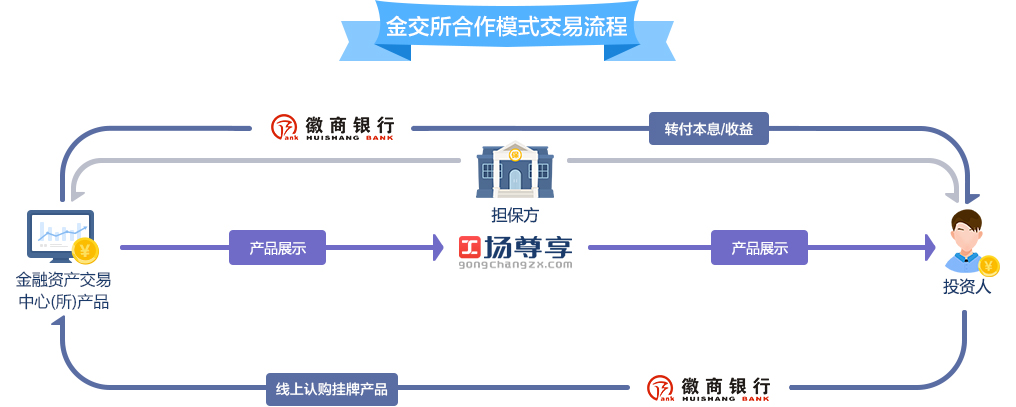 金交所合作模式交易流程
徽商银行
HUISHANG BANK
ank
转付本息/收益
保
担保方
产品展示
工场尊享
gongchangzx.com
产品展示
¥
金融资产交易
中心(所)产品
¥
投资人
线上认购挂牌产品
徽商银行
HUISHANG BANK
ank